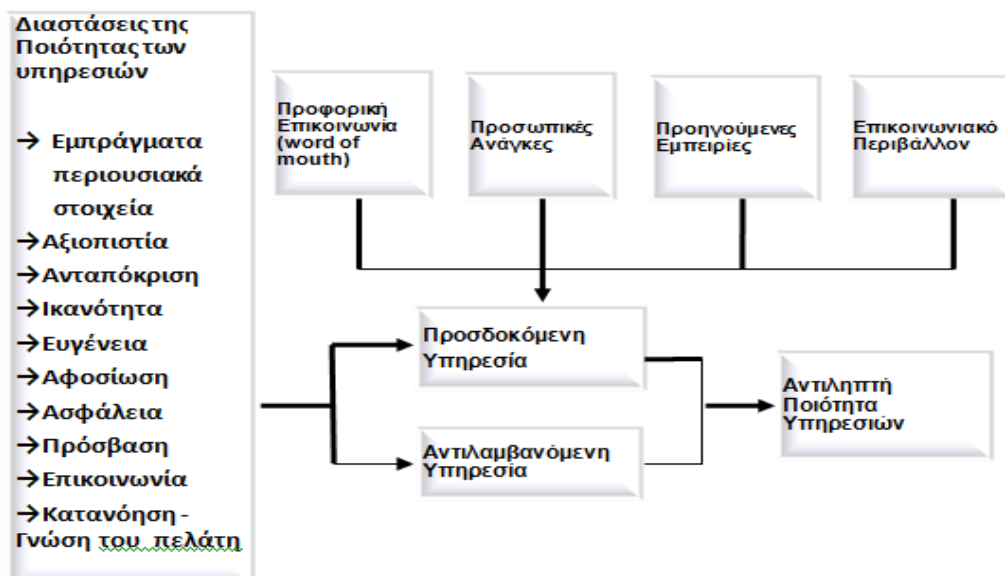 Διαστάσεις της
Ποιότητας των
υπηρεσιών
→ Εμπράγματα
περιουσιακά
στοιχεία
→Αξιοπιστία
→Ανταπόκριση
→Ικανότητα
→Ευγένεια
→Αφοσίωση
→Ασφάλεια
→Πρόσβαση
→Επικοινωνία
→Κατανόηση -
Γνώση του πελάτη
Προφορική
Επικοινωνία
(word of
mouth)
Προσωπικές
Ανάγκες
Προηγούμενες
Εμπειρίες
Επικοινωνιακό
Περιβάλλον
Προσδοκόμενη
Υπηρεσία
Αντιλαμβανόμενη
Υπηρεσία
Αντιληπτή
Ποιότητα
Υπηρεσιών